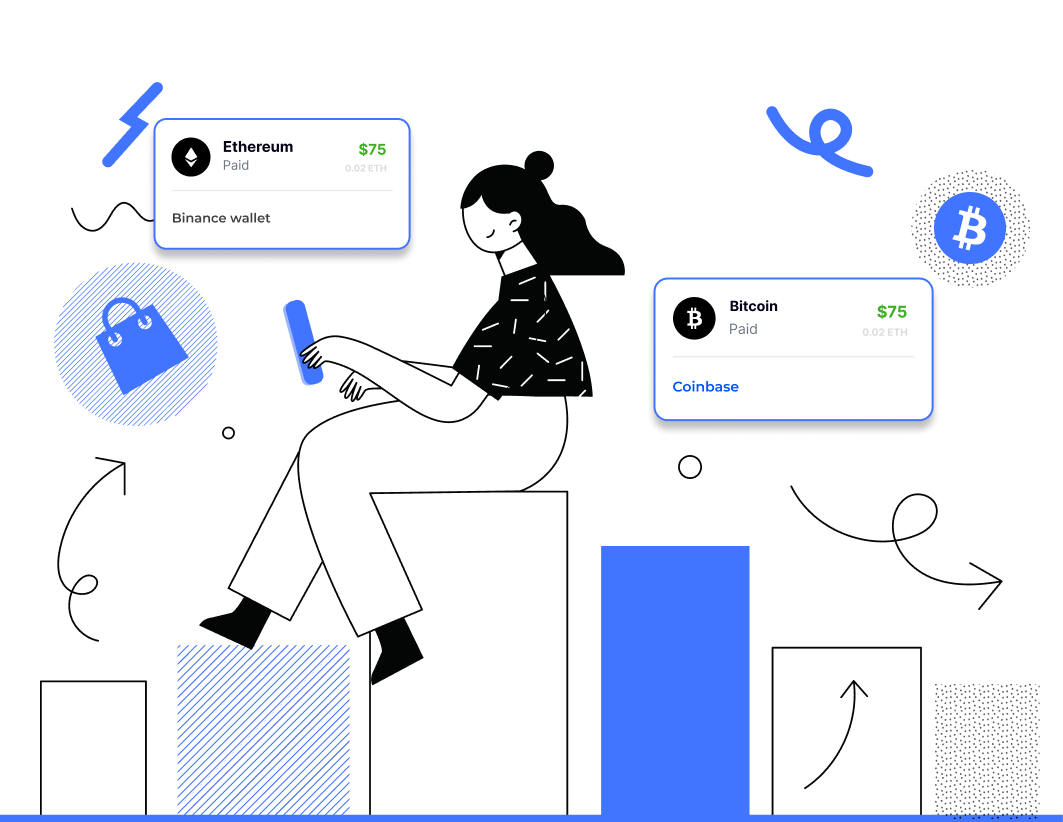 Ethereum
$75
Paid
0.02 ETH
Binance wallet
Bitcoin
$75
Paid
0.02 ETH
Coinbase